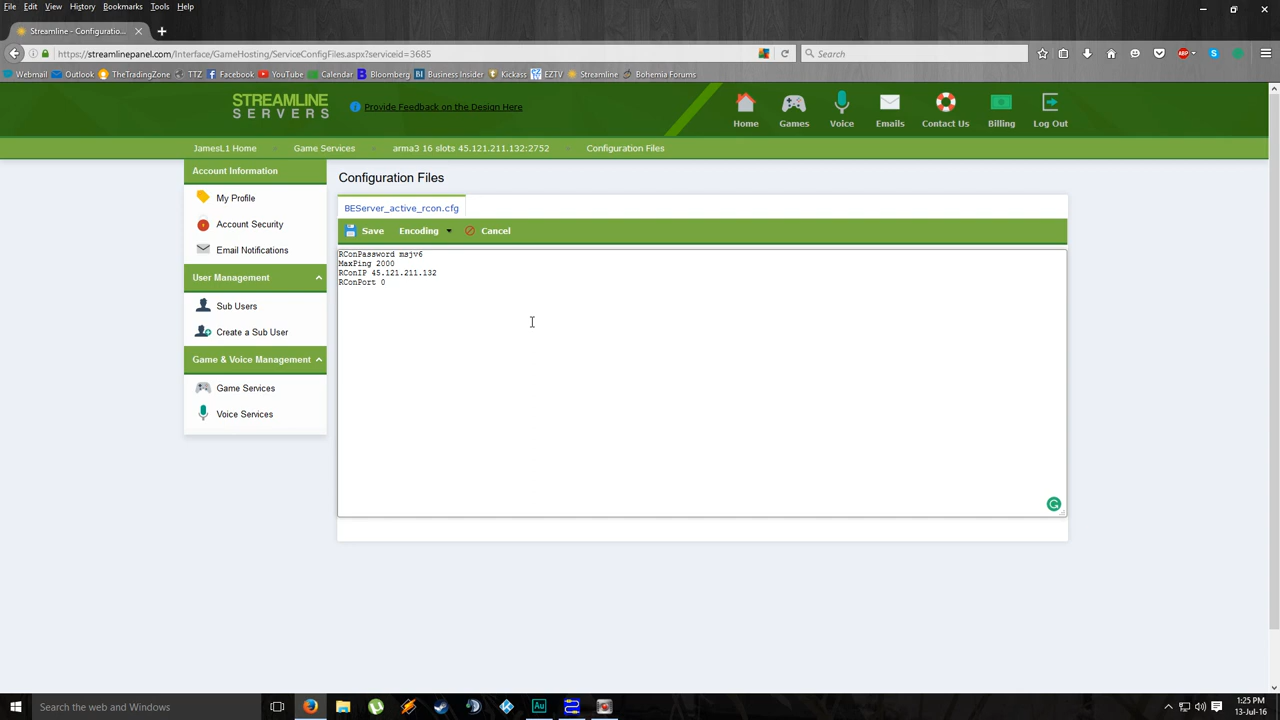 File Edit View History Bookmarks Tools Help
Streamline - Configuratio...
https://streamlinepanel.com/Interface/GameHosting/ServiceConfigFiles.aspx?serviceid=3685
Search
Webmail Outlook TheTradingZone TTZ Facebook YouTube Calendar Bloomberg Business Insider Kickass EZTV Streamline Bohemia Forums
STREAMLINE
SERVERS
Provide Feedback on the Design Here
Home Games Voice Emails Contact Us Billing Log Out
JamesL1 Home Game Services arma3 16 slots 45.121.211.132:2752 Configuration Files
Account Information
My Profile
Account Security
Email Notifications
User Management
Sub Users
Create a Sub User
Game & Voice Management
Game Services
Voice Services
Configuration Files
BEServer_active_rcon.cfg
Save Encoding Cancel
RConPassword msjv6
MaxPing 2000
RConIP 45.121.211.132
RConPort 0
Search the web and Windows
1:25 PM
13-Jul-16